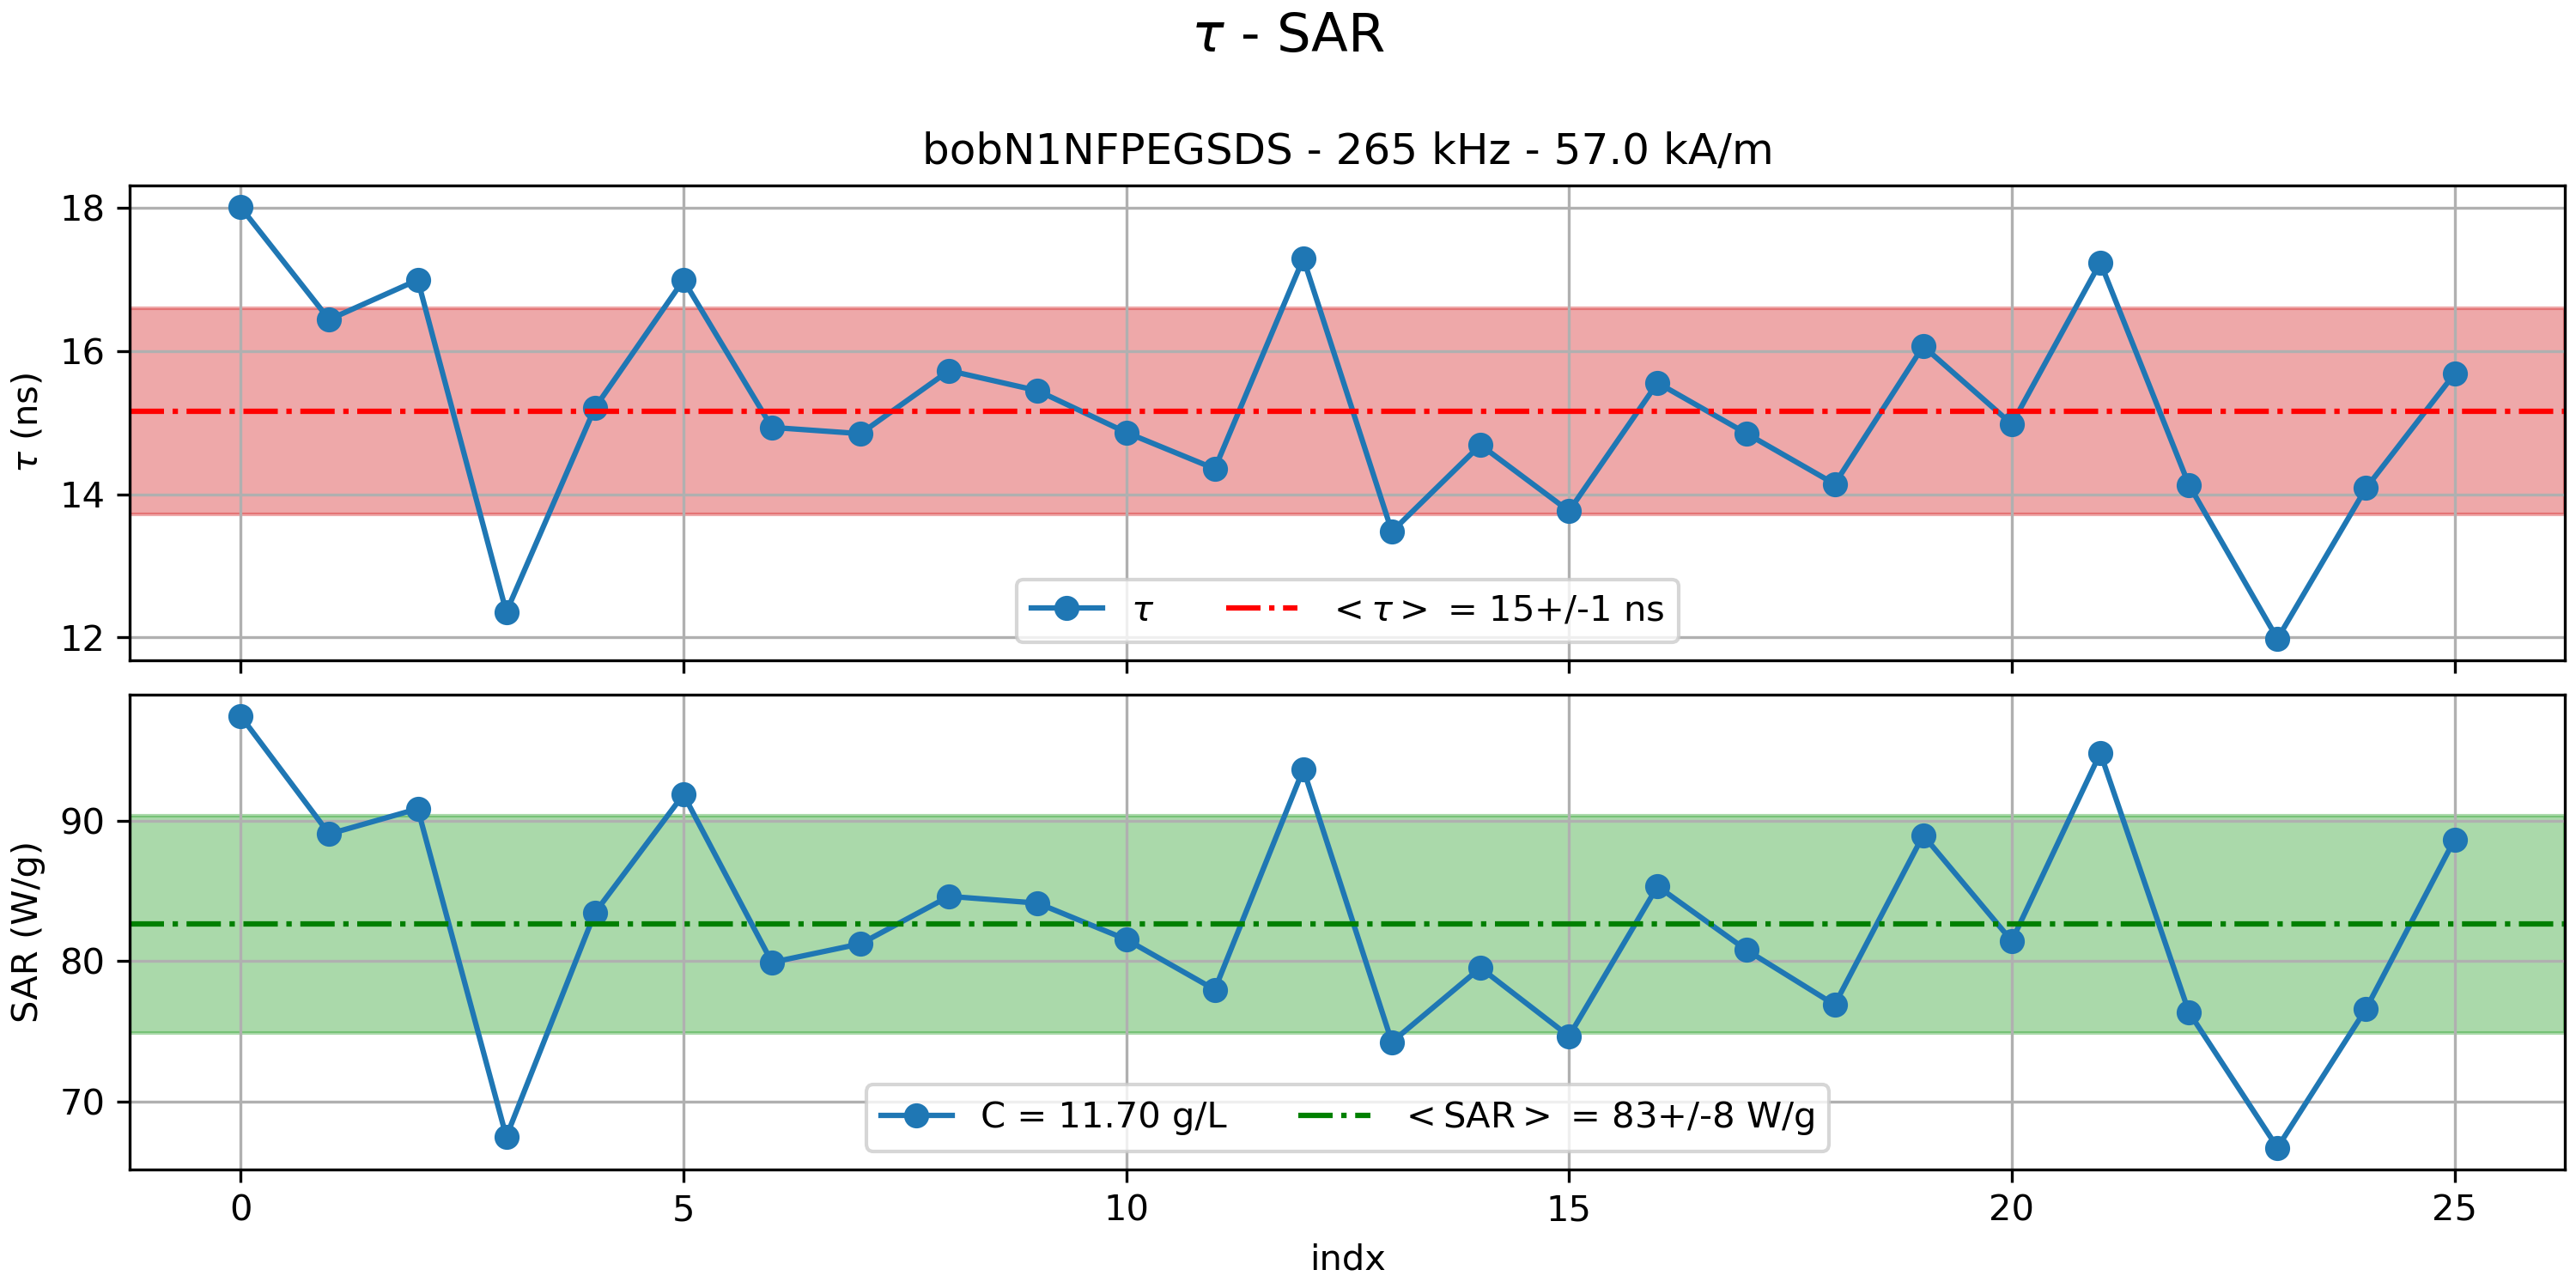 τ - SAR
bobN1NFPEGSDS - 265 kHz - 57.0 kA/m
18
16
14
12
τ (ns)
τ
<τ> = 15+/-1 ns
90
80
70
SAR (W/g)
C = 11.70 g/L
<SAR> = 83+/-8 W/g
0 5 10 15 20 25
indx